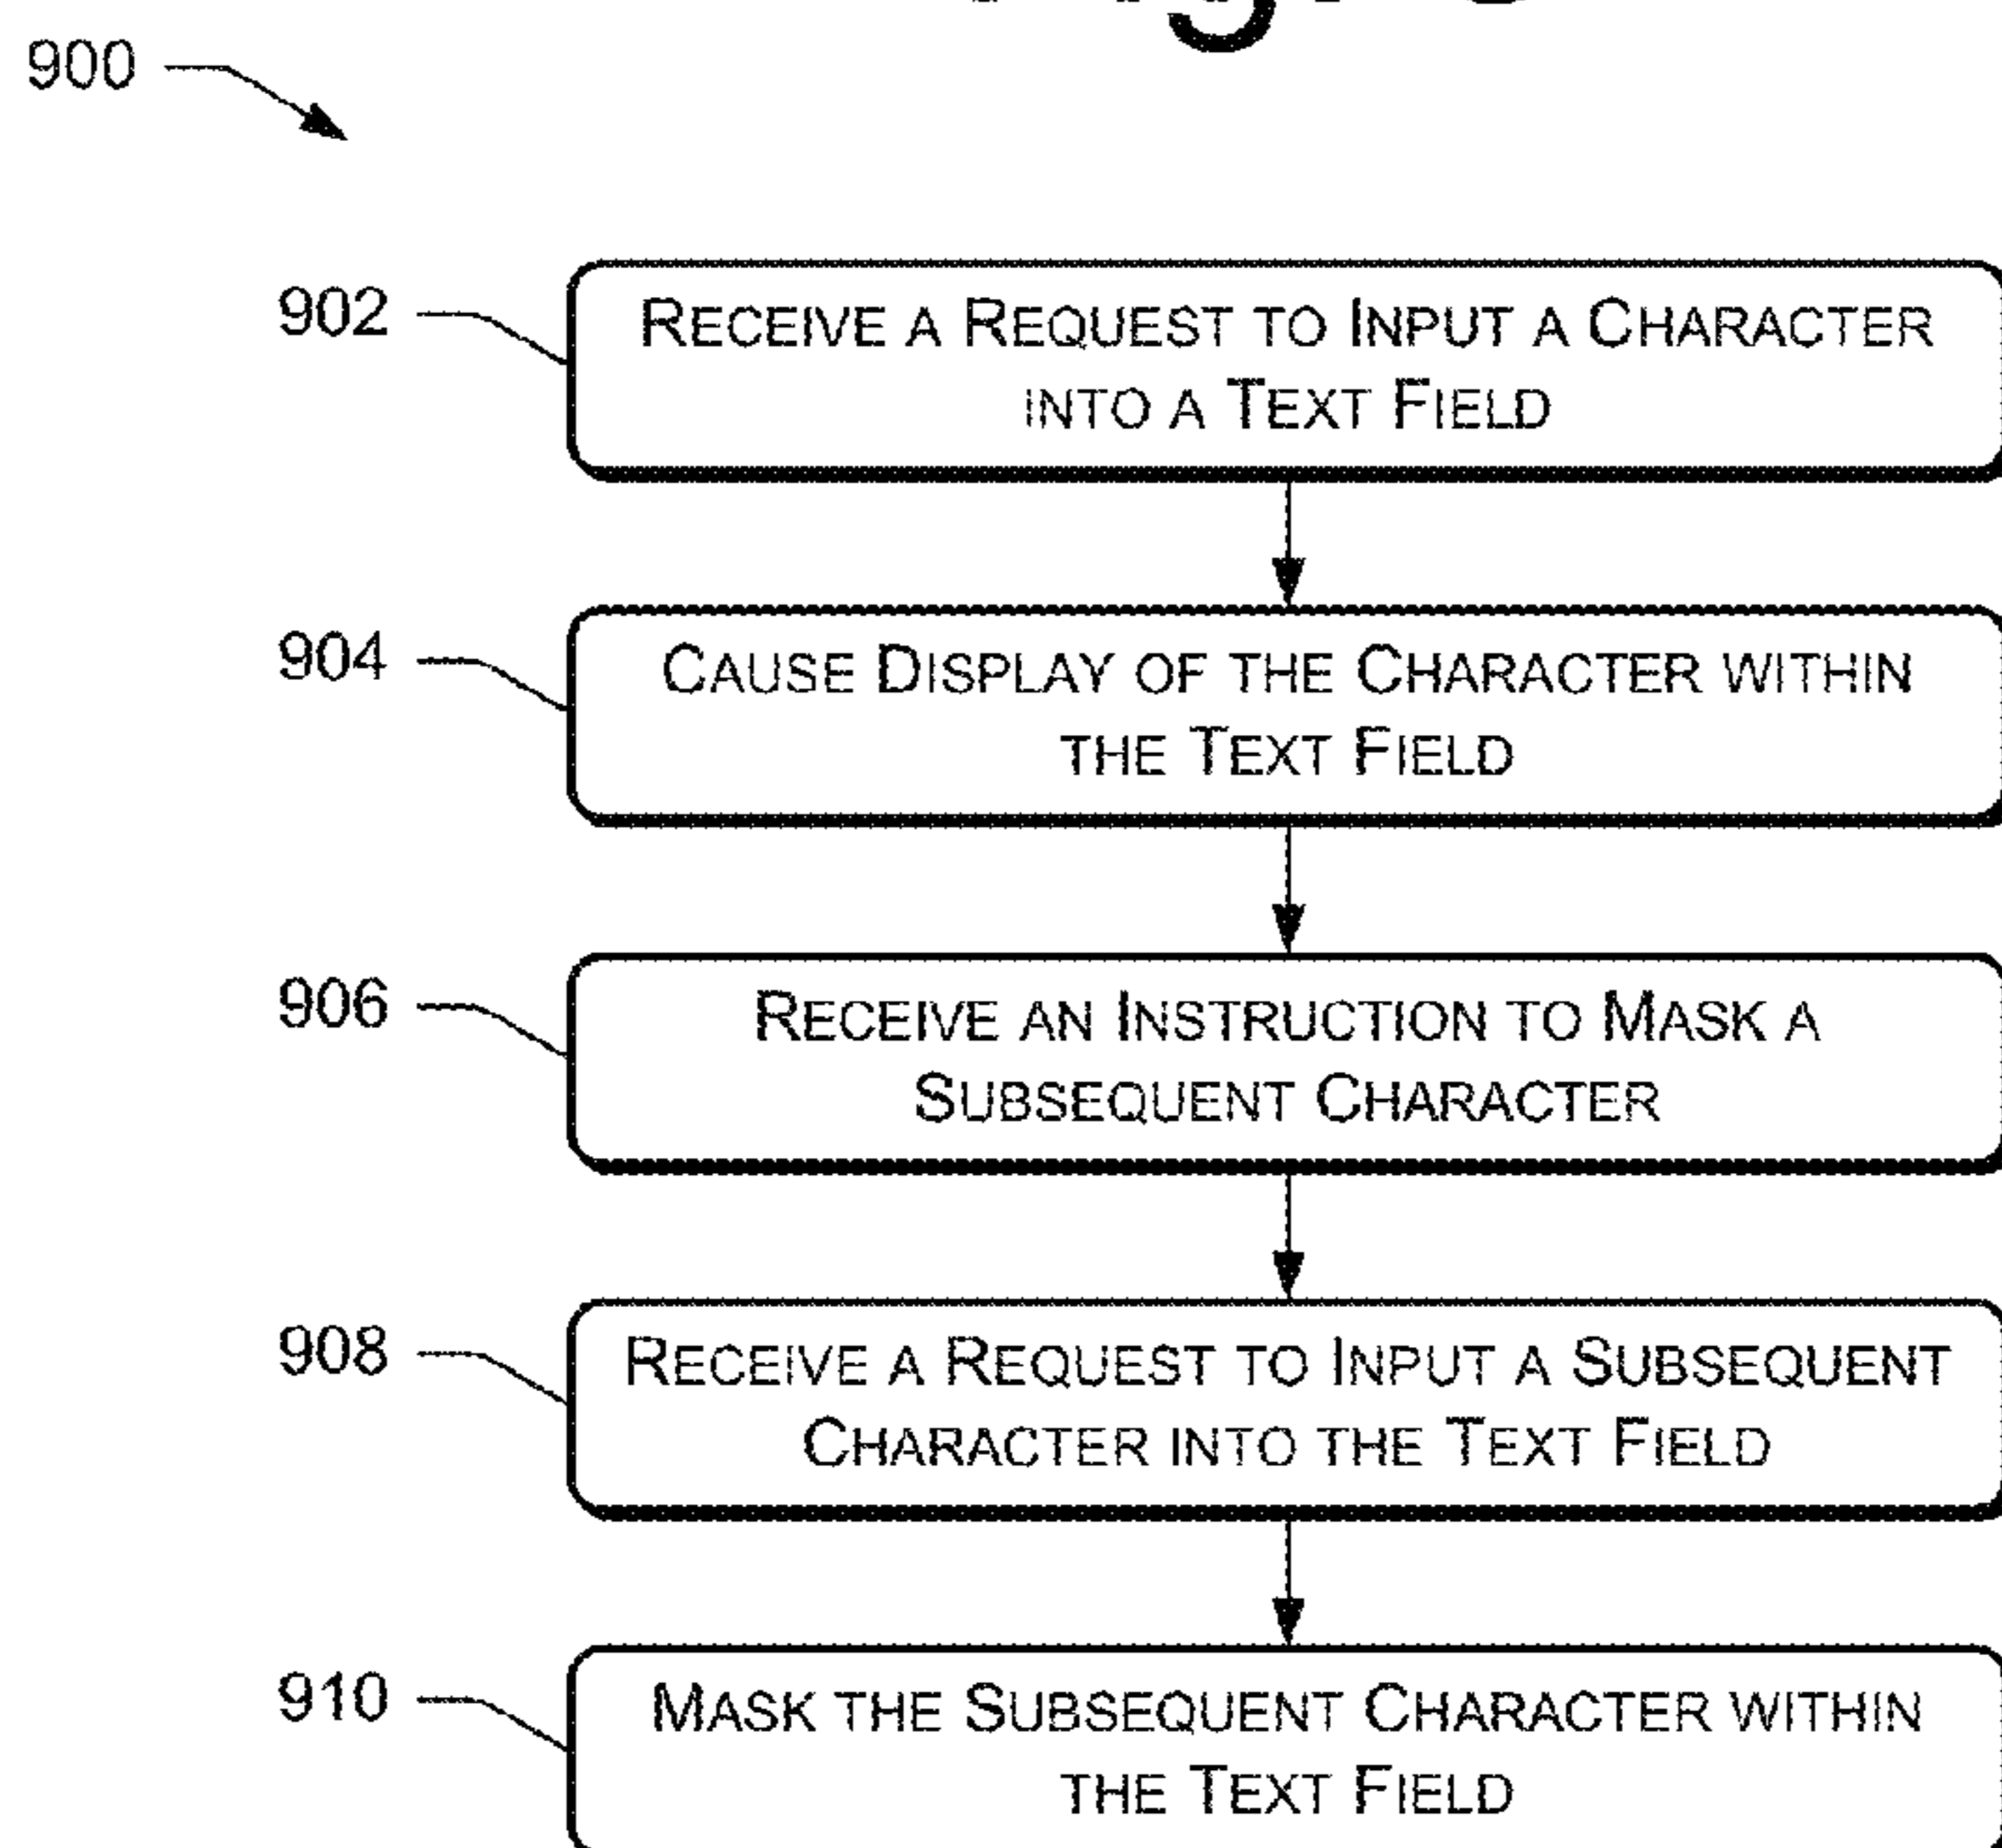 900
902
RECEIVE A REQUEST TO INPUT A CHARACTER
INTO A TEXT FIELD
904
CAUSE DISPLAY OF THE CHARACTER WITHIN
THE TEXT FIELD
906
RECEIVE AN INSTRUCTION TO MASK A
SUBSEQUENT CHARACTER
908
RECEIVE A REQUEST TO INPUT A SUBSEQUENT
CHARACTER INTO THE TEXT FIELD
910
MASK THE SUBSEQUENT CHARACTER WITHIN
THE TEXT FIELD